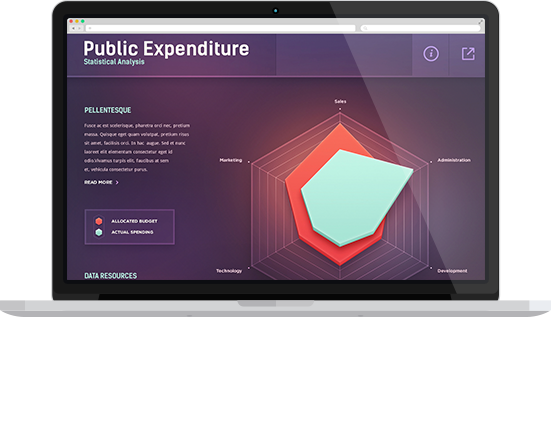 Public Expenditure
Statistical Analysis
PELLENTESQUE
Fusce ac est scelerisque, pharetra orci nec, pretium
massa. Quisque eget quam volutpat, pretium risus
sit amet, facilisis orci. In hac augue. Sed et nunc
laoreet elit elementum consectetur eget id
odio.Vivamus turpis elit, faucibus at sem
et, vehicula consectetur purus.
READ MORE
ALLOCATED BUDGET
ACTUAL SPENDING
DATA RESOURCES
Sales
Marketing
Administration
Technology
Development